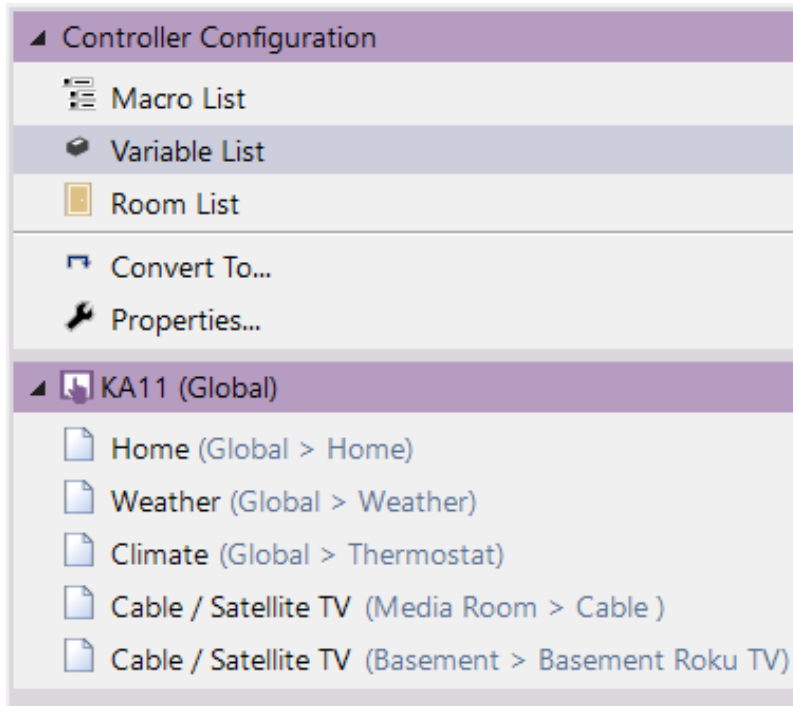 Controller Configuration
Macro List
Variable List
Room List
Convert To...
Properties...
KA11 (Global)
Home (Global > Home)
Weather (Global > Weather)
Climate (Global > Thermostat)
Cable / Satellite TV (Media Room > Cable )
Cable / Satellite TV (Basement > Basement Roku TV)